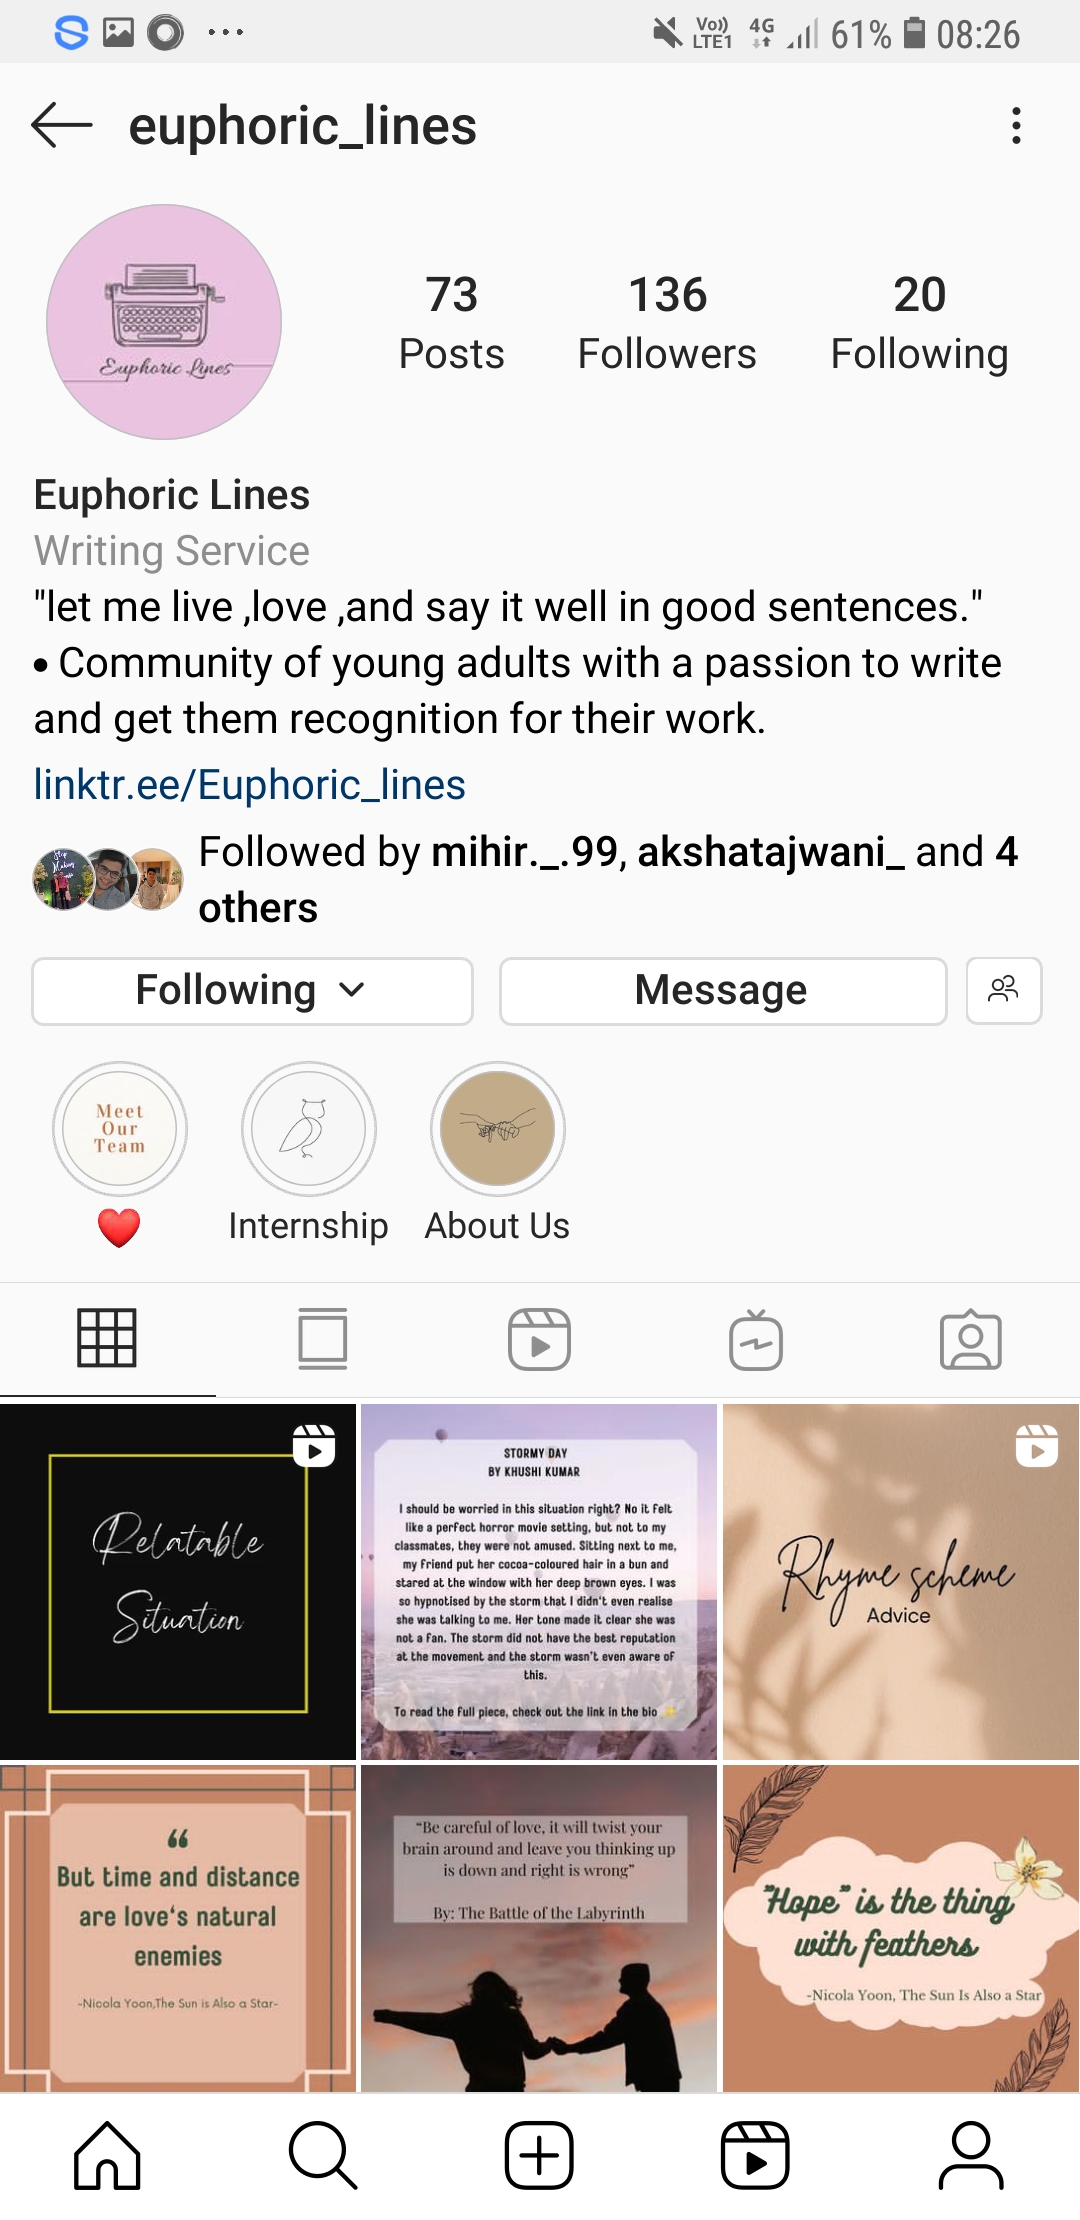 Vo)) LTE1 4G 61% 08:26
euphoric_lines
Euphoric Lines
73 136 20
Posts Followers Following
Euphoric Lines
Writing Service
"let me live ,love ,and say it well in good sentences."
• Community of young adults with a passion to write
and get them recognition for their work.
linktr.ee/Euphoric_lines
Followed by mihir._.99, akshatajwani_ and 4
others
Following Message
Meet
Our
Team
❤️ Internship About Us
Relatable
Situation
STORMY DAY
BY KHUSHI KUMAR
I should be worried in this situation right? No it felt
like a perfect horror movie setting, but not to my
classmates, they were not amused. Sitting next to me,
my friend put her cocoa-coloured hair in a bun and
stared at the window with her deep brown eyes. I was
so hypnotised by the storm that I didn't even realise
she was talking to me. Her tone made it clear she was
not a fan. The storm did not have the best reputation
at the movement and the storm wasn't even aware of
this.
To read the full piece, check out the link in the bio ✨
Rhyme scheme
Advice
“
But time and distance
are love's natural
enemies
-Nicola Yoon,The Sun is Also a Star-
“Be careful of love, it will twist your
brain around and leave you thinking up
is down and right is wrong”
By: The Battle of the Labyrinth
"Hope" is the thing
with feathers
-Nicola Yoon, The Sun Is Also a Star